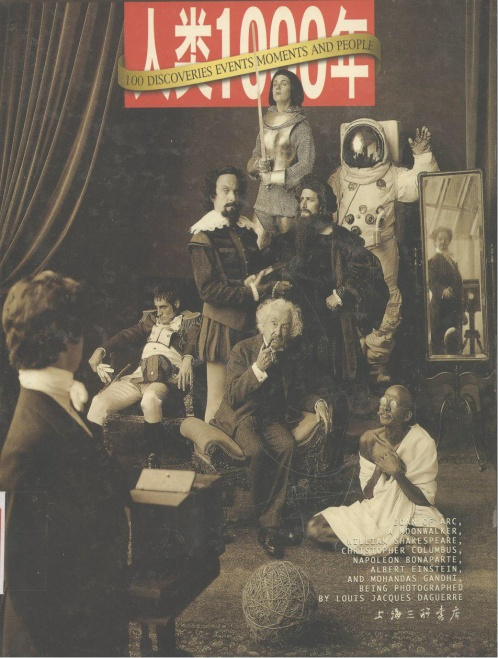 人类1000年
100 DISCOVERIES EVENTS MOMENTS AND PEOPLE
JOAN OF ARC,
A MOONWALKER,
WILLIAM SHAKESPEARE,
CHRISTOPHER COLUMBUS,
NAPOLEON BONAPARTE,
ALBERT EINSTEIN,
AND MOHANDAS GANDHI,
BEING PHOTOGRAPHED
BY LOUIS JACQUES DAGUERRE
上海三联书店